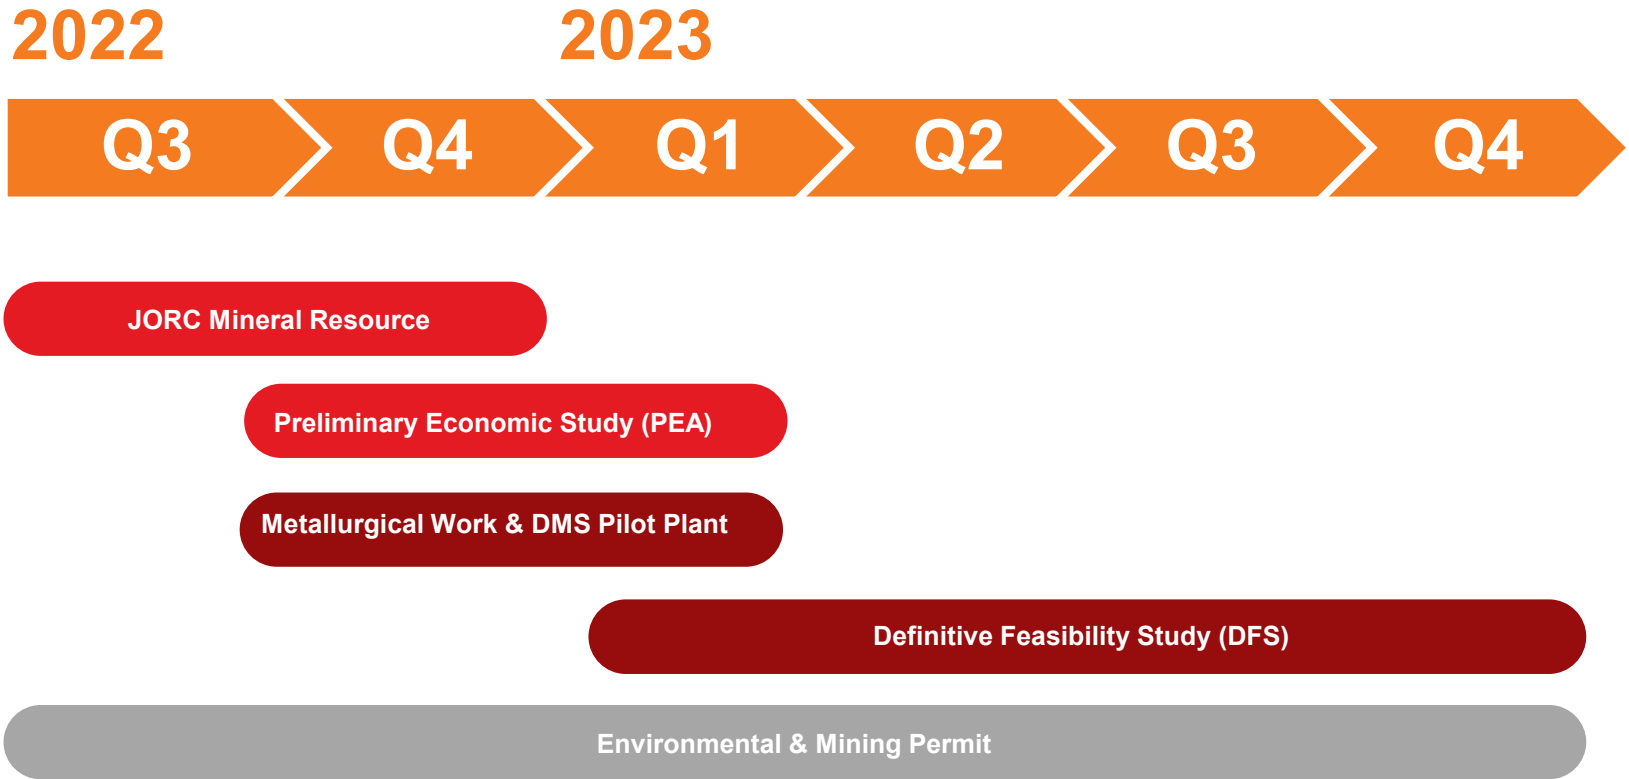 2022 2023
Q3 Q4 Q1 Q2 Q3 Q4
JORC Mineral Resource
Preliminary Economic Study (PEA)
Metallurgical Work & DMS Pilot Plant
Definitive Feasibility Study (DFS)
Environmental & Mining Permit